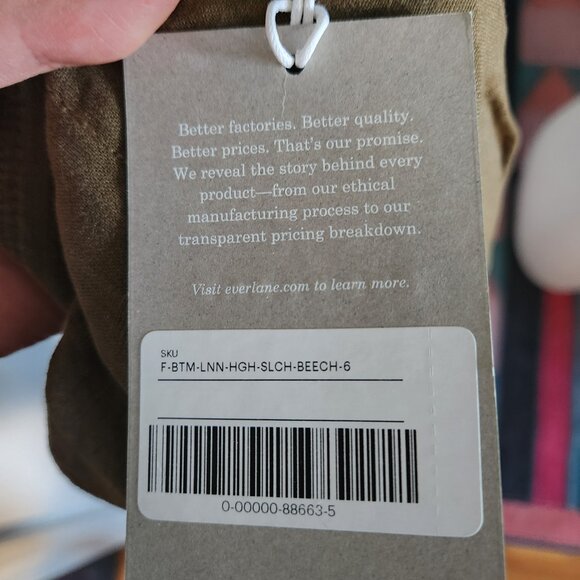 Better factories. Better quality.
Better prices. That's our promise.
We reveal the story behind every
product—from our ethical
manufacturing process to our
transparent pricing breakdown.
Visit everlane.com to learn more.
SKU
F-BTM-LNN-HGH-SLCH-BEECH-6
0-00000-88663-5